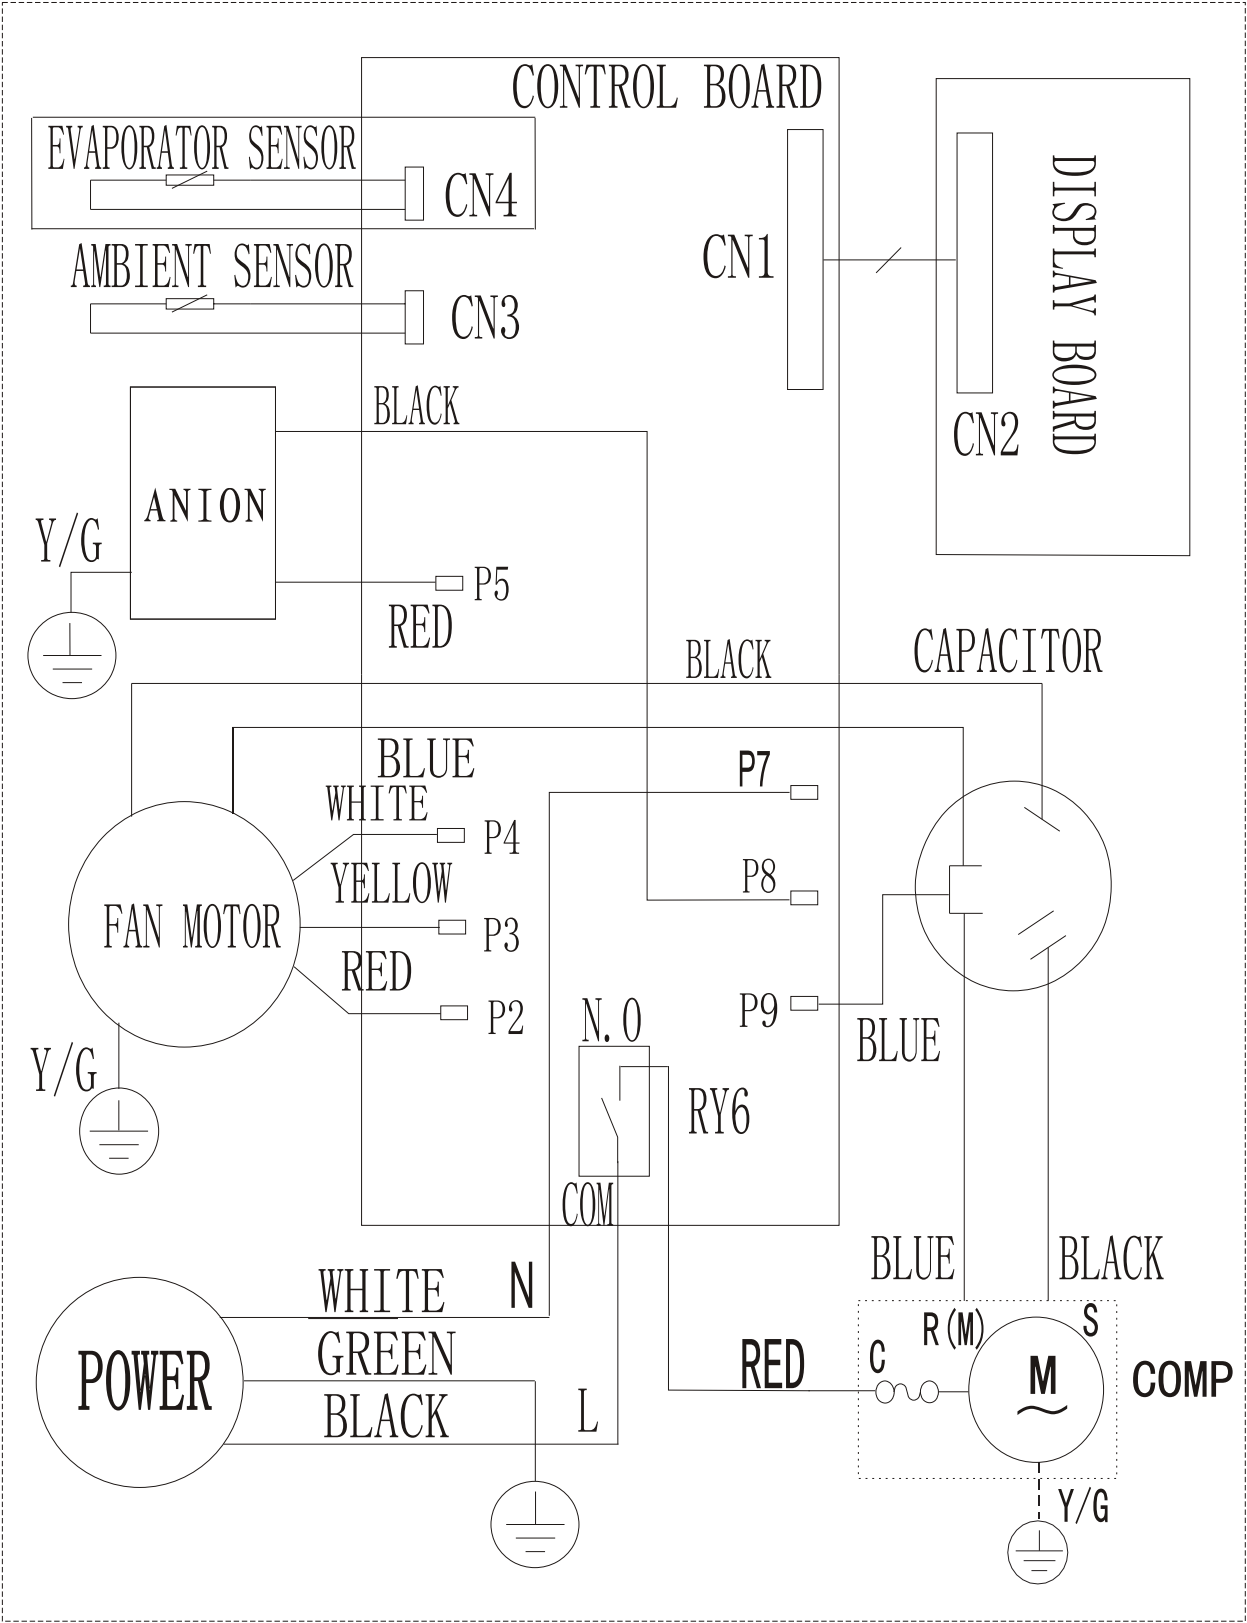 CONTROL BOARD
EVAPORATOR SENSOR
CN4
AMBIENT SENSOR
CN3
CN1
CN2
DISPLAY BOARD
BLACK
ANION
Y/G
P5
RED
BLACK
CAPACITOR
BLUE
WHITE
P4
YELLOW
P3
RED
P2
FAN MOTOR
Y/G
P7
P8
P9
BLUE
N.O
RY6
COM
BLUE
BLACK
WHITE
N
GREEN
BLACK
L
POWER
RED
C
R(M)
S
M
COMP
Y/G